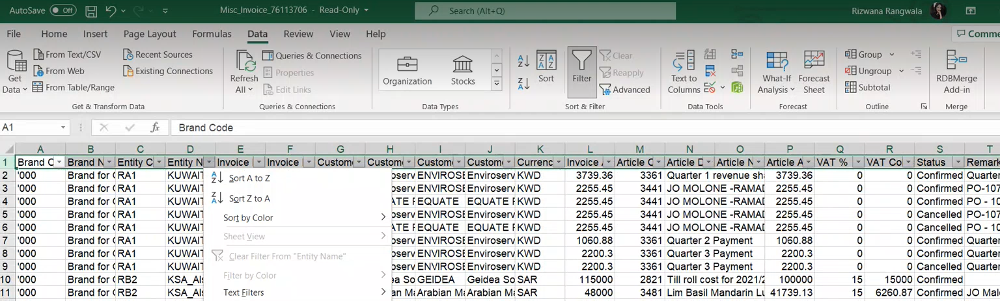 AutoSave Off Misc_Invoice_76113706 - Read-Only Search (Alt+Q) Rizwana Rangwala
File Home Insert Page Layout Formulas Data Review View Help Comme
Get Data From Text/CSV From Web From Table/Range Recent Sources Existing Connections
Get & Transform Data
Refresh All Queries & Connections Properties Edit Links
Queries & Connections
Organization Stocks
Data Types
Sort Filter Clear Reapply Advanced
Sort & Filter
Text to Columns
Data Tools
What-If Analysis Forecast Sheet
Forecast
Group Ungroup Subtotal
Outline
RDBMerge Add-in
Merge
A1 fx Brand Code
A B C D E F G H I J K L M N O P Q R S T
1 Brand C Brand N Entity C Entity N Invoice Invoice Custome Custome Custome Custome Currenc Invoice A Article C Article D Article N Article A VAT % VAT Co Status Remark
2 '000 Brand for C RA1 KUWAIT oserv ENVIROSE Enviroserv KWD 3739.36 3361 Quarter 1 revenue sha 3739.36 0 0 Confirmed Quarter
3 '000 Brand for C RA1 KUWAIT oserv ENVIROSE Enviroserv KWD 2255.45 3441 JO MOLONE -RAMAD 2255.45 0 0 Confirmed PO-107
4 '000 Brand for C RA1 KUWAIT ATE F EQUATE EQUATE F KWD 2255.45 3441 JO MOLONE -RAMAD 2255.45 0 0 Confirmed PO - 10
5 '000 Brand for C RA1 KUWAIT oserv ENVIROSE Enviroserv KWD 2255.45 3441 JO MOLONE -RAMAD 2255.45 0 0 Cancelled PO-107
6 '000 Brand for C RA1 KUWAIT ATE F EQUATE EQUATE F KWD 2255.45 3441 JO MOLONE -RAMAD 2255.45 0 0 Cancelled PO - 10
7 '000 Brand for C RA1 KUWAIT oserv ENVIROSE Enviroserv KWD 1060.88 3361 Quarter 2 Payment 1060.88 0 0 Confirmed Quarter
8 '000 Brand for C RA1 KUWAIT oserv ENVIROSE Enviroserv KWD 2200.3 3361 Quarter 3 Payment 2200.3 0 0 Confirmed Quarter
9 '000 Brand for C RA1 KUWAIT oserv ENVIROSE Enviroserv KWD 2200.3 3361 Quarter 3 Payment 2200.3 0 0 Cancelled Quarter
10 '000 Brand for C RB2 KSA_Als ea So GEIDEA Geidea So SAR 115000 2821 Till roll cost for 2021/2 100000 15 15000 Confirmed
11 '000 Brand for C RB2 KSA_Als an Ma Arabian Ma Arabian Ma SAR 48000 3481 Lim Basil Mandarin Lu 41739.13 15 6260.87 Confirmed JO Mal
Sort A to Z
Sort Z to A
Sort by Color
Sheet View
Clear Filter From "Entity Name"
Filter by Color
Text Filters